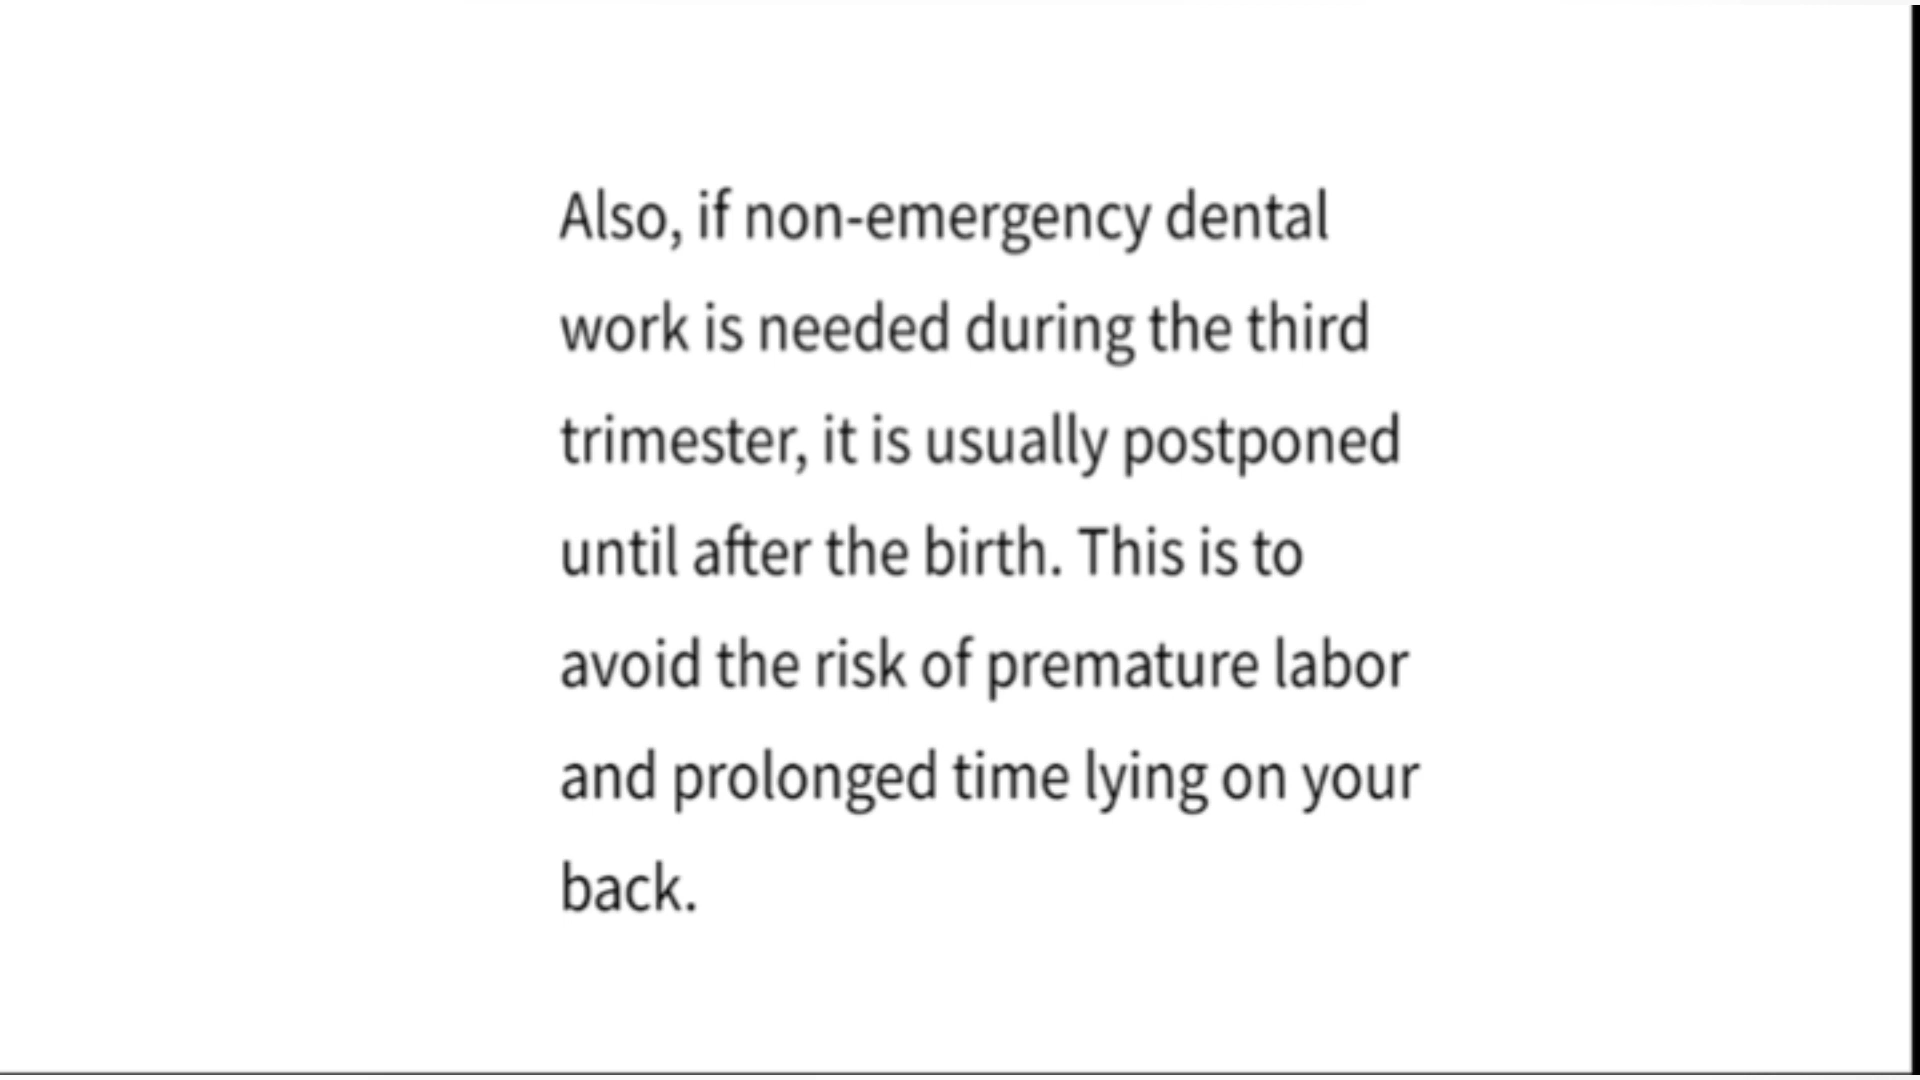 Also, if non-emergency dental
work is needed during the third
trimester, it is usually postponed
until after the birth. This is to
avoid the risk of premature labor
and prolonged time lying on your
back.